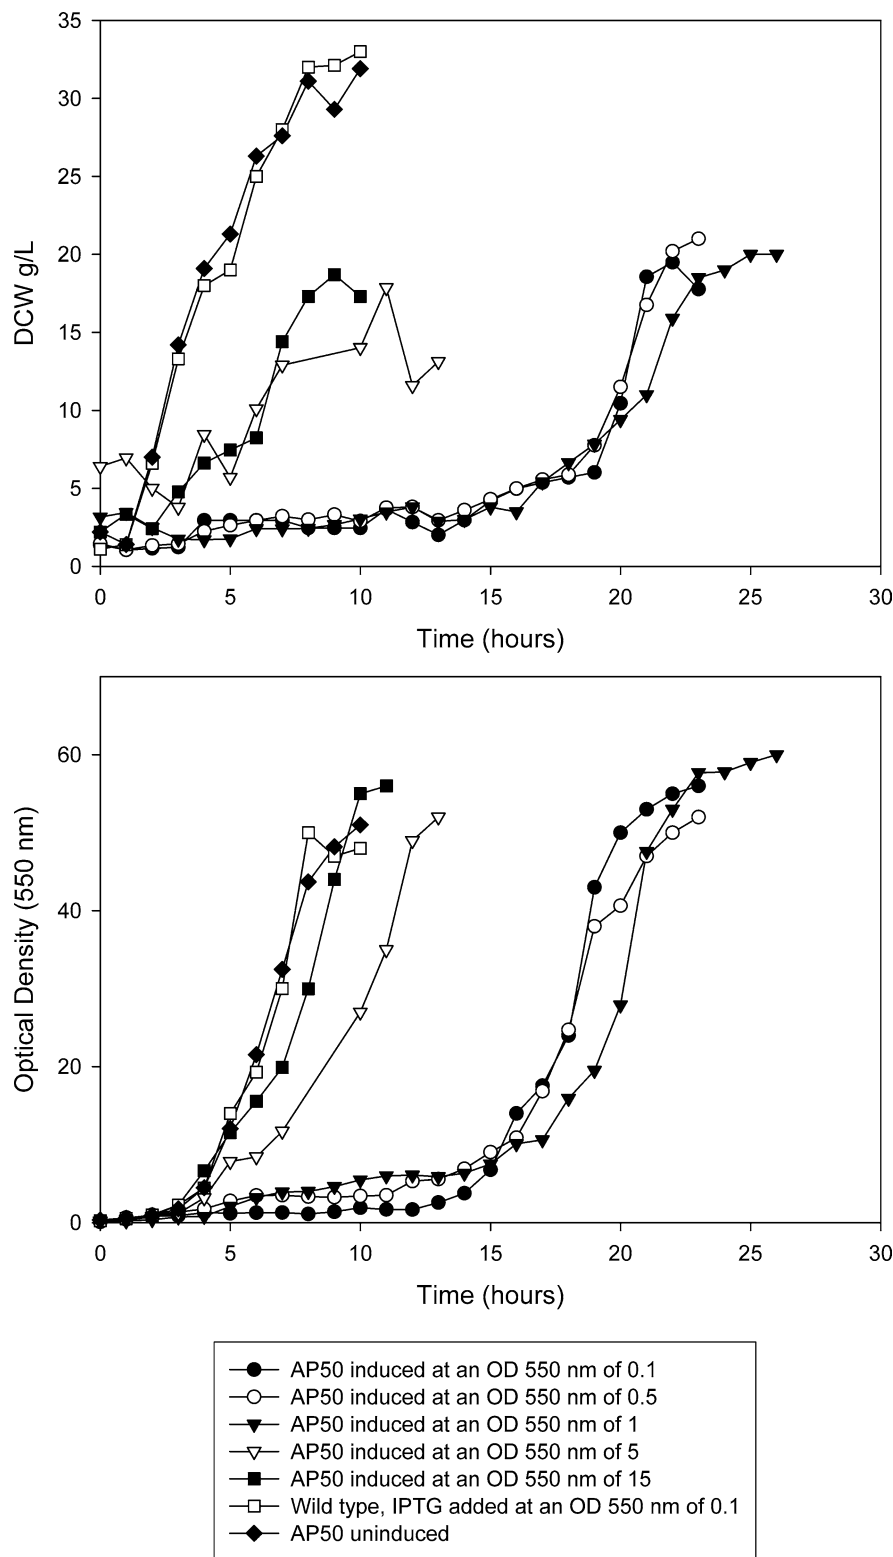 35
30
25
20
15
10
5
0
DCW g/L
0 5 10 15 20 25 30
Time (hours)
60
40
20
0
Optical Density (550 nm)
0 5 10 15 20 25 30
Time (hours)
AP50 induced at an OD 550 nm of 0.1
AP50 induced at an OD 550 nm of 0.5
AP50 induced at an OD 550 nm of 1
AP50 induced at an OD 550 nm of 5
AP50 induced at an OD 550 nm of 15
Wild type, IPTG added at an OD 550 nm of 0.1
AP50 uninduced